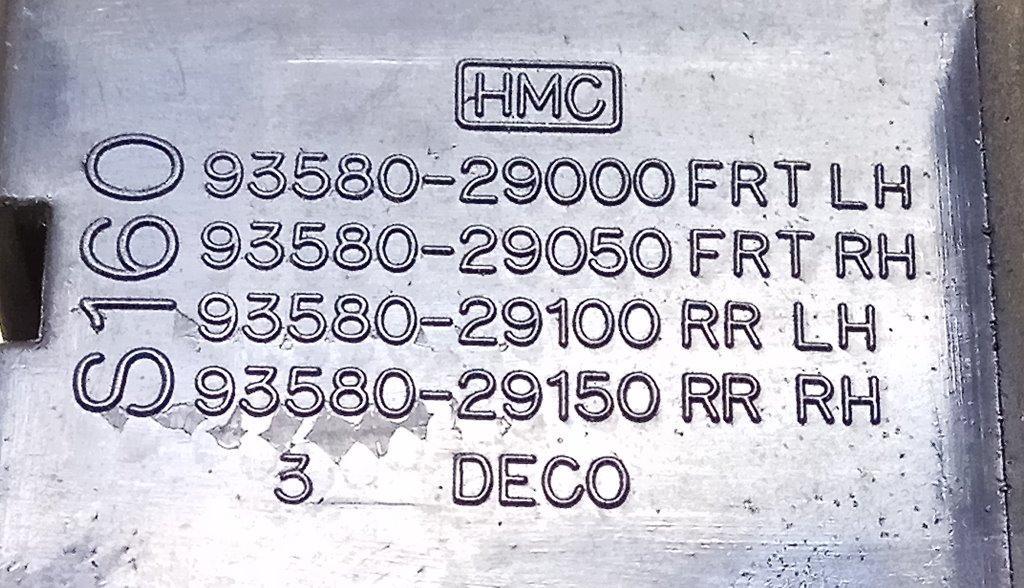 HMC
S160
93580-29000 FRT LH
93580-29050 FRT RH
93580-29100 RR LH
93580-29150 RR RH
3 DECO